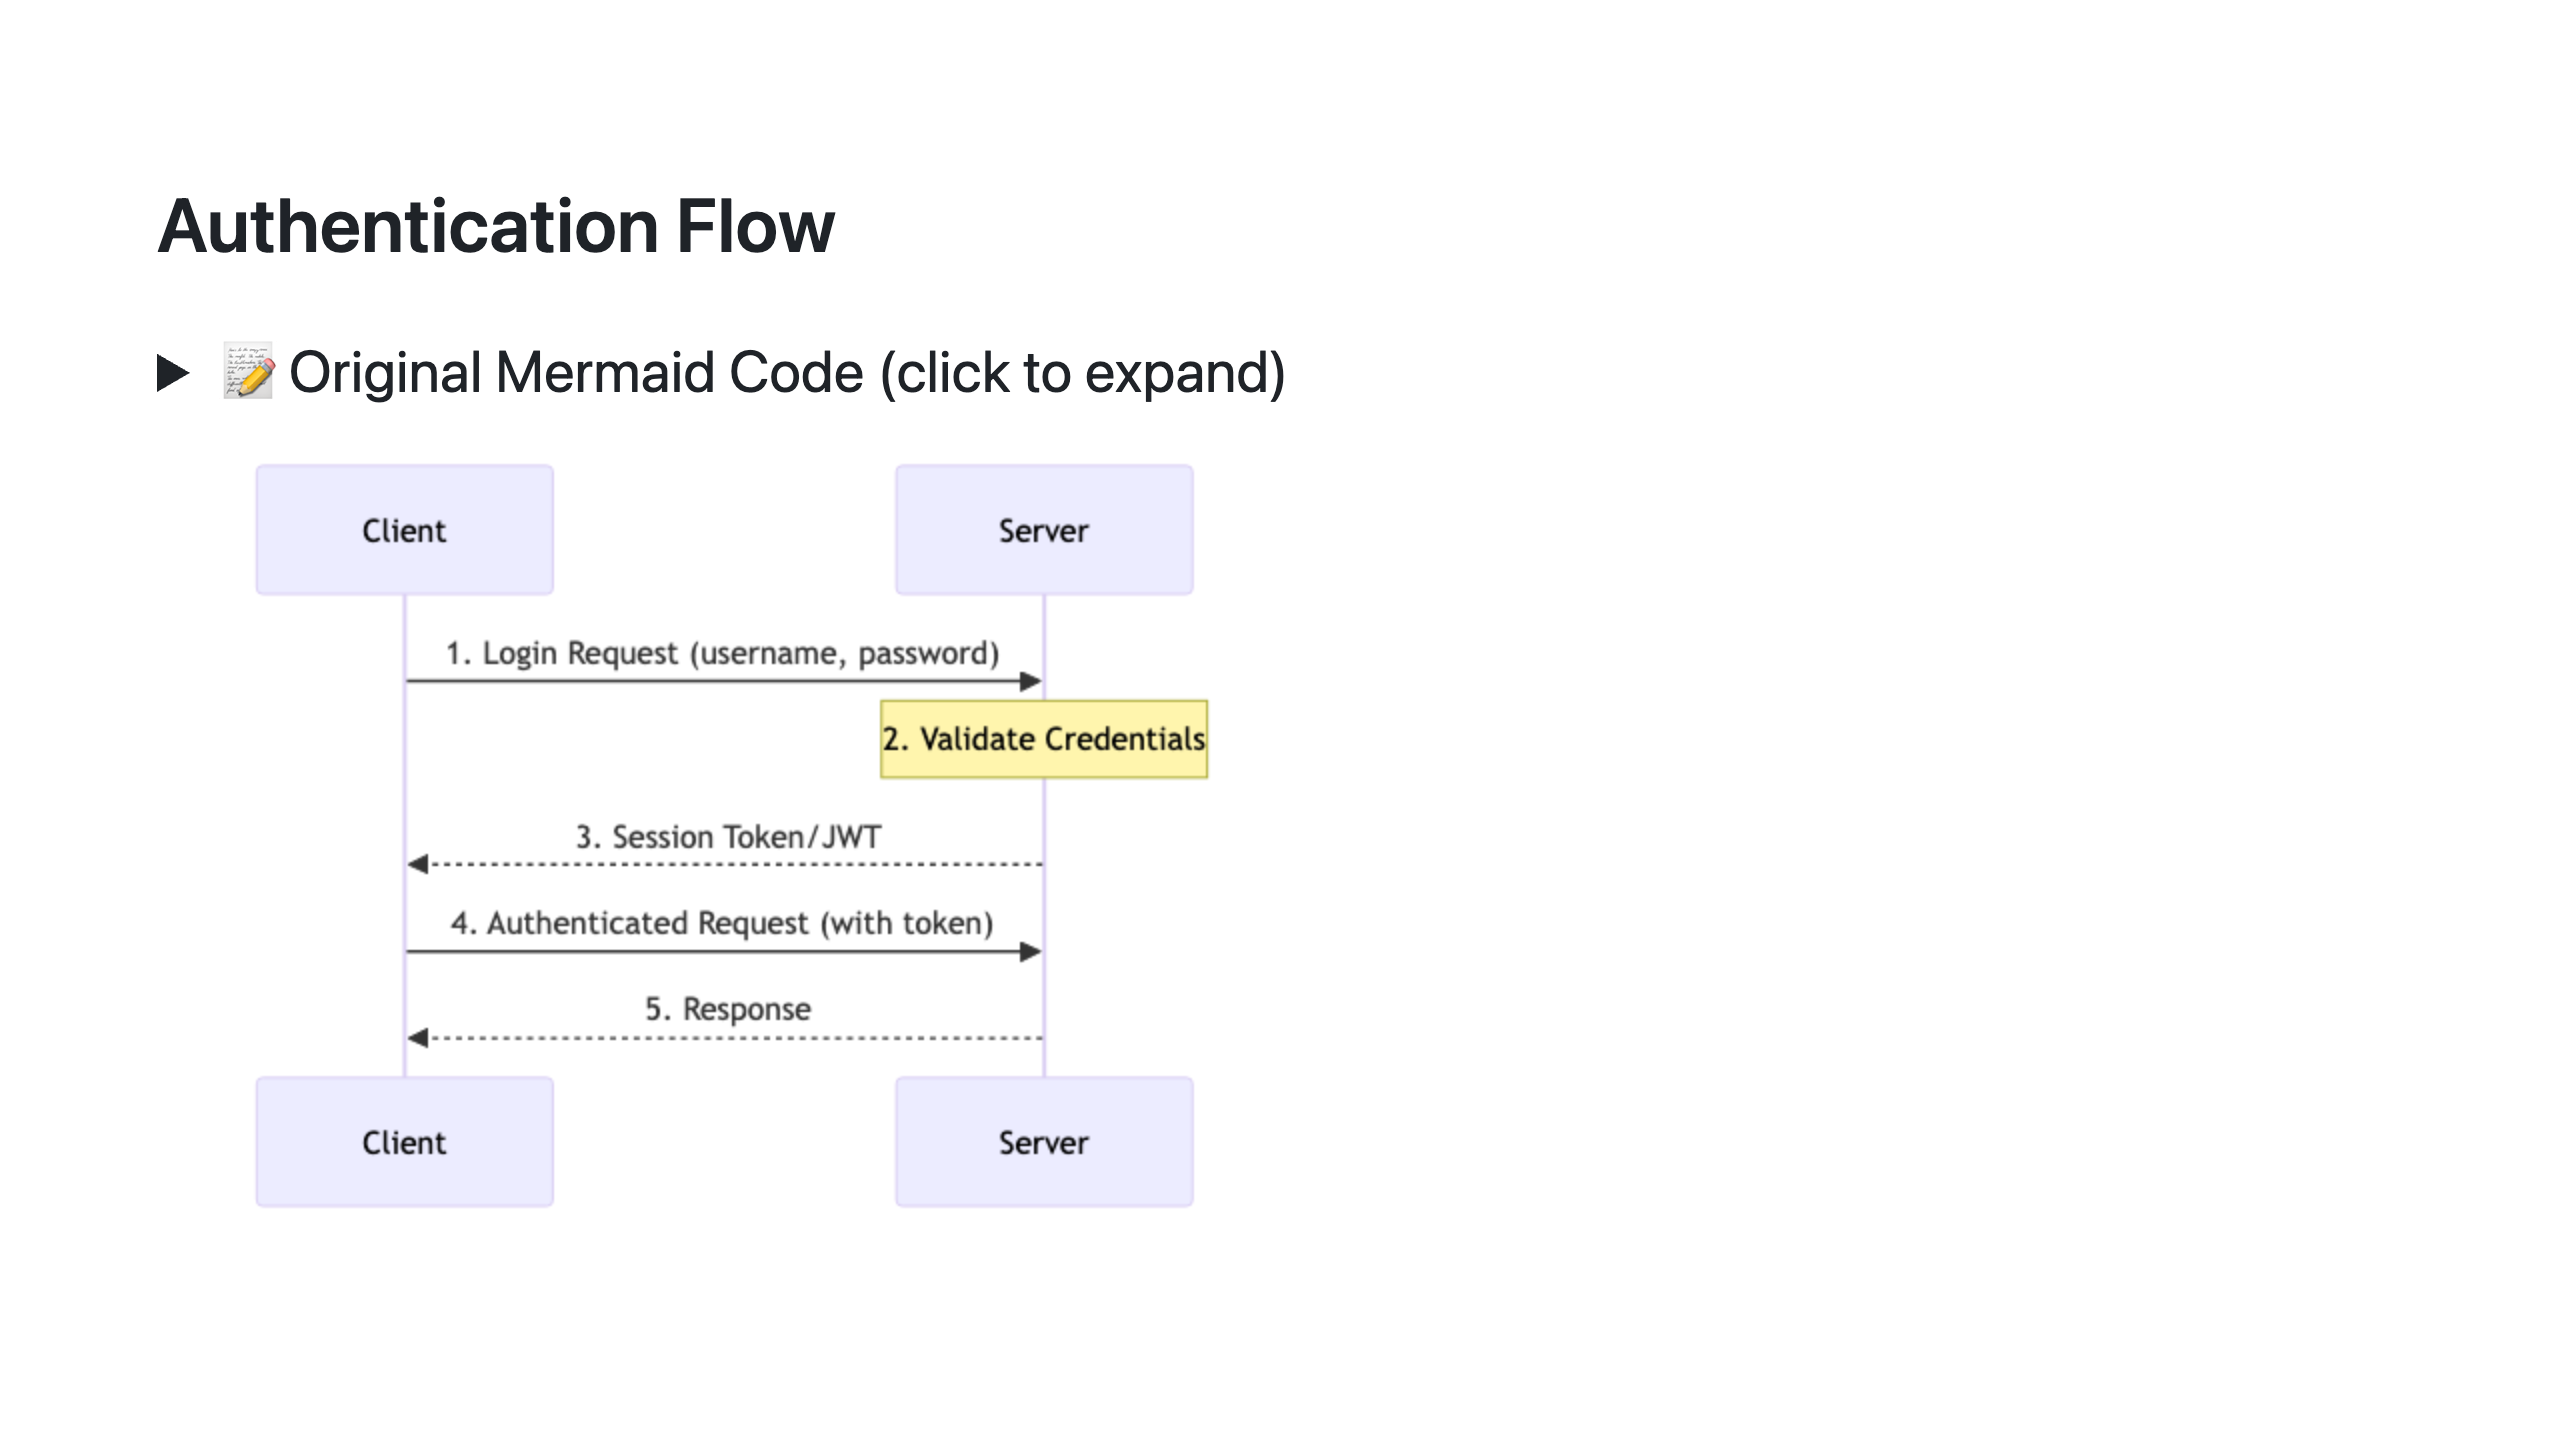 Authentication Flow
Original Mermaid Code (click to expand)
Client Server
1. Login Request (username, password)
2. Validate Credentials
3. Session Token/JWT
4. Authenticated Request (with token)
5. Response
Client Server